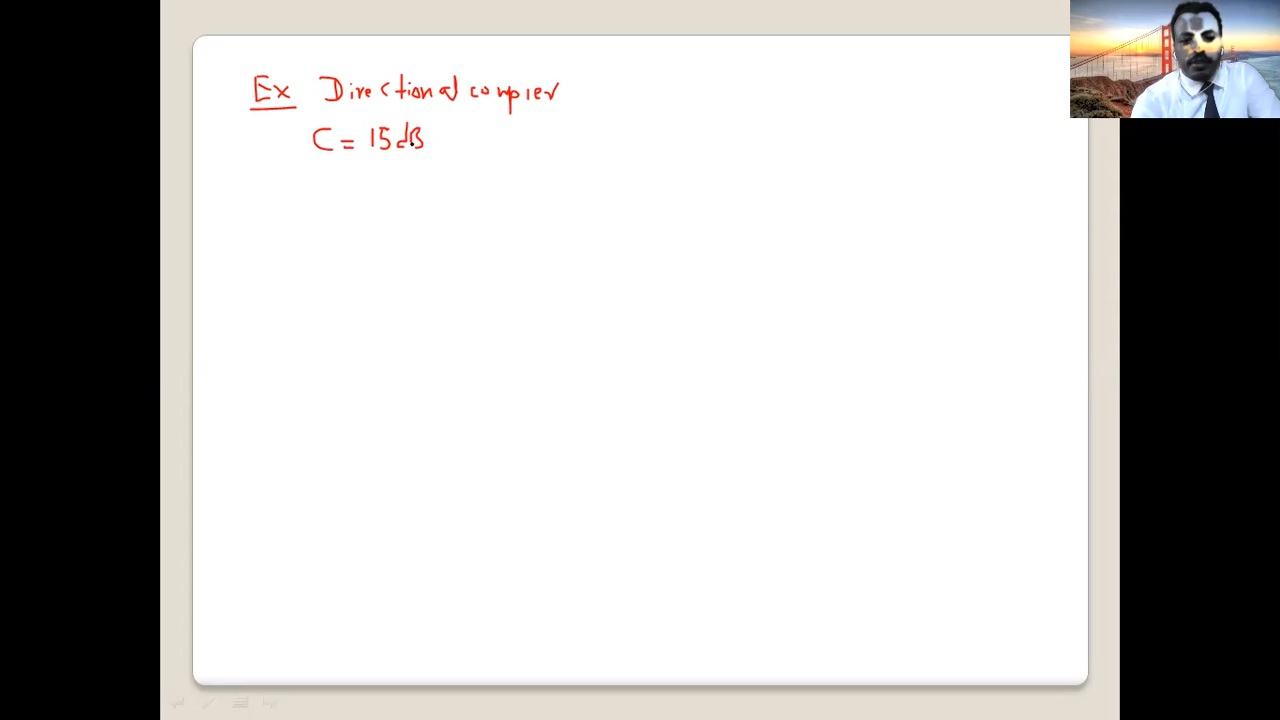 Ex Directional coupler
C = 15 dB